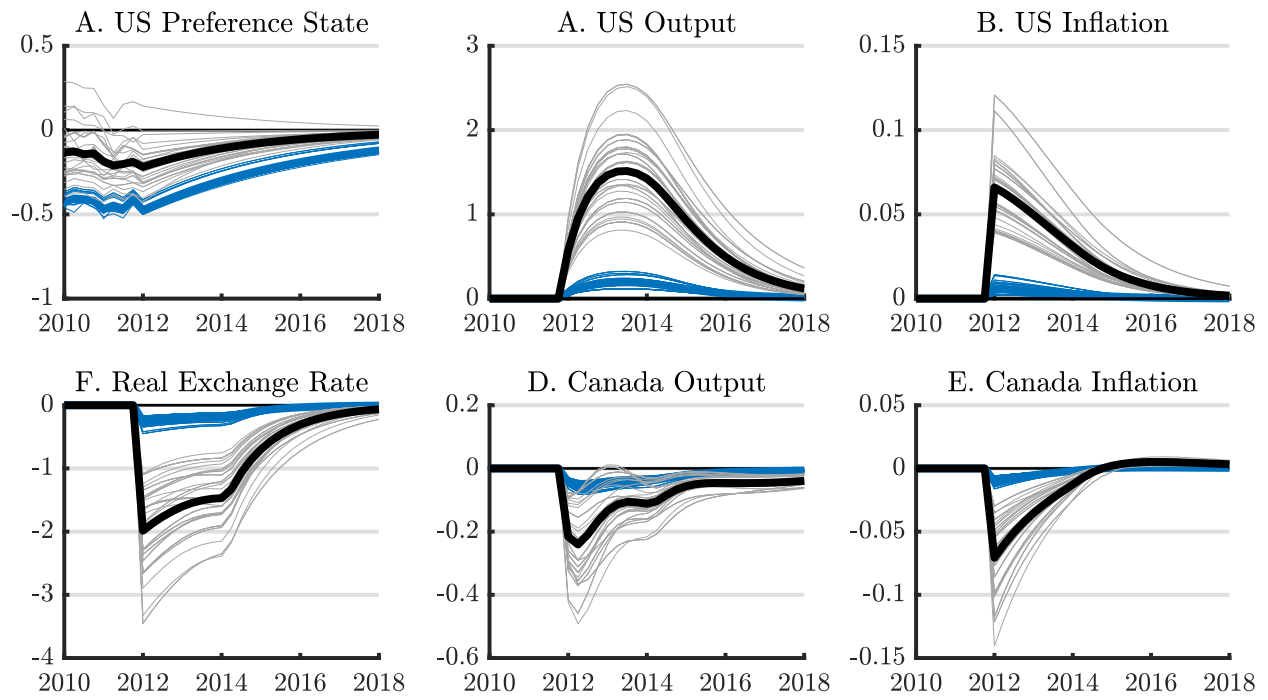 A. US Preference State
0.5
0
-0.5
-1
2010 2012 2014 2016 2018
A. US Output
3
2
1
0
2010 2012 2014 2016 2018
B. US Inflation
0.15
0.1
0.05
0
2010 2012 2014 2016 2018
F. Real Exchange Rate
0
-1
-2
-3
-4
2010 2012 2014 2016 2018
D. Canada Output
0.2
0
-0.2
-0.4
-0.6
2010 2012 2014 2016 2018
E. Canada Inflation
0.05
0
-0.05
-0.1
-0.15
2010 2012 2014 2016 2018